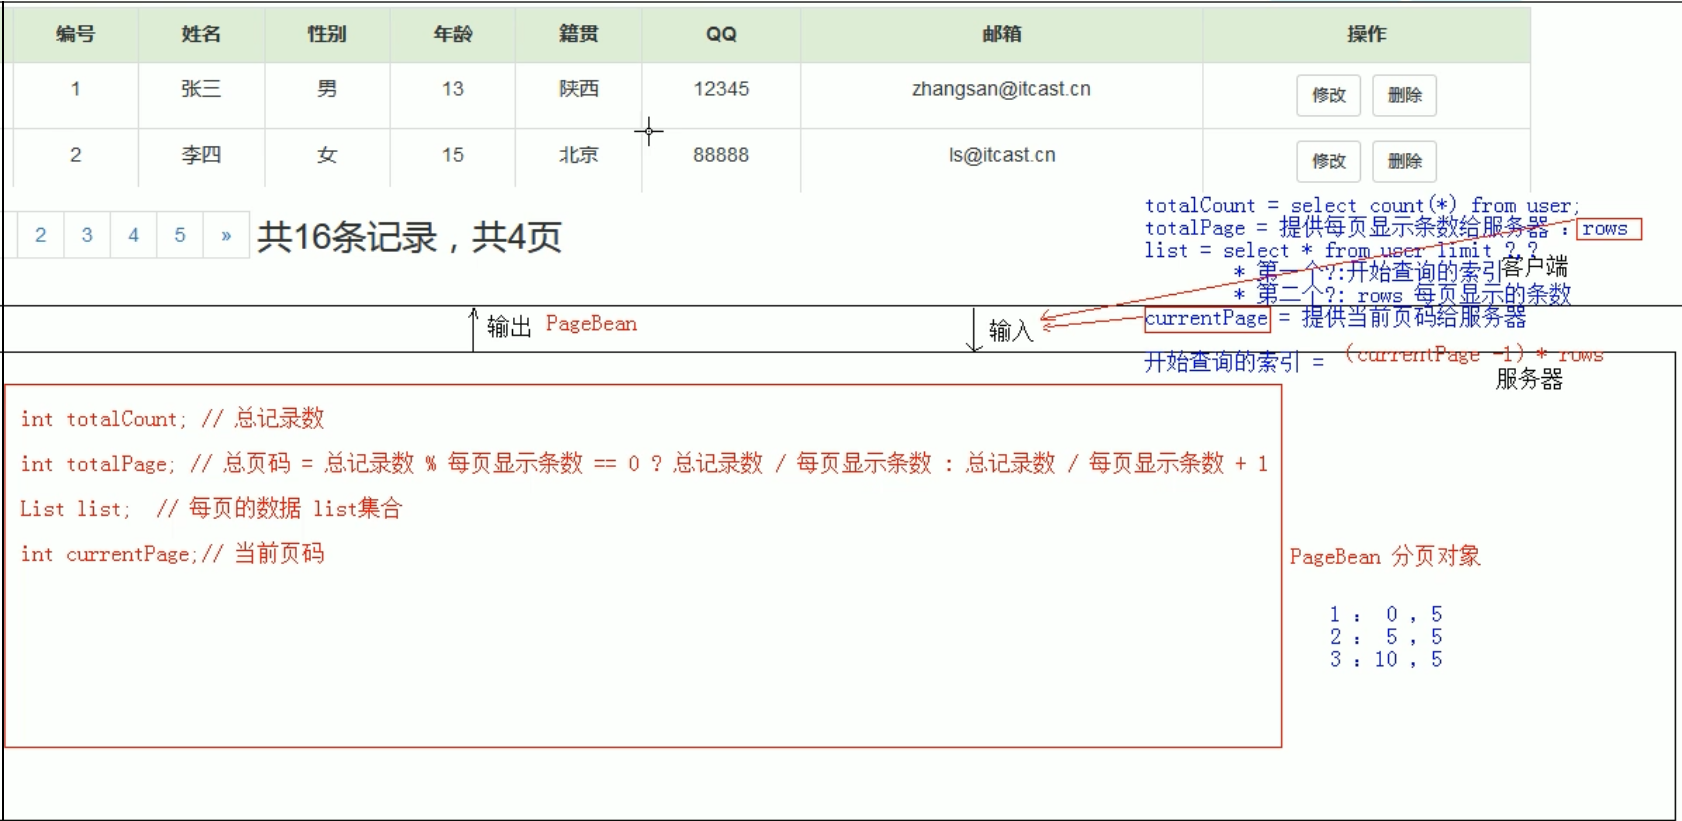 编号 姓名 性别 年龄 籍贯 QQ 邮箱 操作
1 张三 男 13 陕西 12345 zhangsan@itcast.cn 修改 删除
2 李四 女 15 北京 88888 ls@itcast.cn 修改 删除
2 3 4 5 » 共16条记录，共4页
totalCount = select count(*) from user;
totalPage = 提供每页显示条数给服务器 : rows
list = select * from user limit ?,?
* 第一个?:开始查询的索引
客户端
* 第二个?: rows 每页显示的条数
输出 PageBean
输入
currentPage = 提供当前页码给服务器
开始查询的索引 = (currentPage -1) * rows
服务器
int totalCount; // 总记录数
int totalPage; // 总页码 = 总记录数 % 每页显示条数 == 0 ? 总记录数 / 每页显示条数 : 总记录数 / 每页显示条数 + 1
List list; // 每页的数据 list集合
int currentPage;// 当前页码
PageBean 分页对象
1 : 0 , 5
2 : 5 , 5
3 : 10 , 5